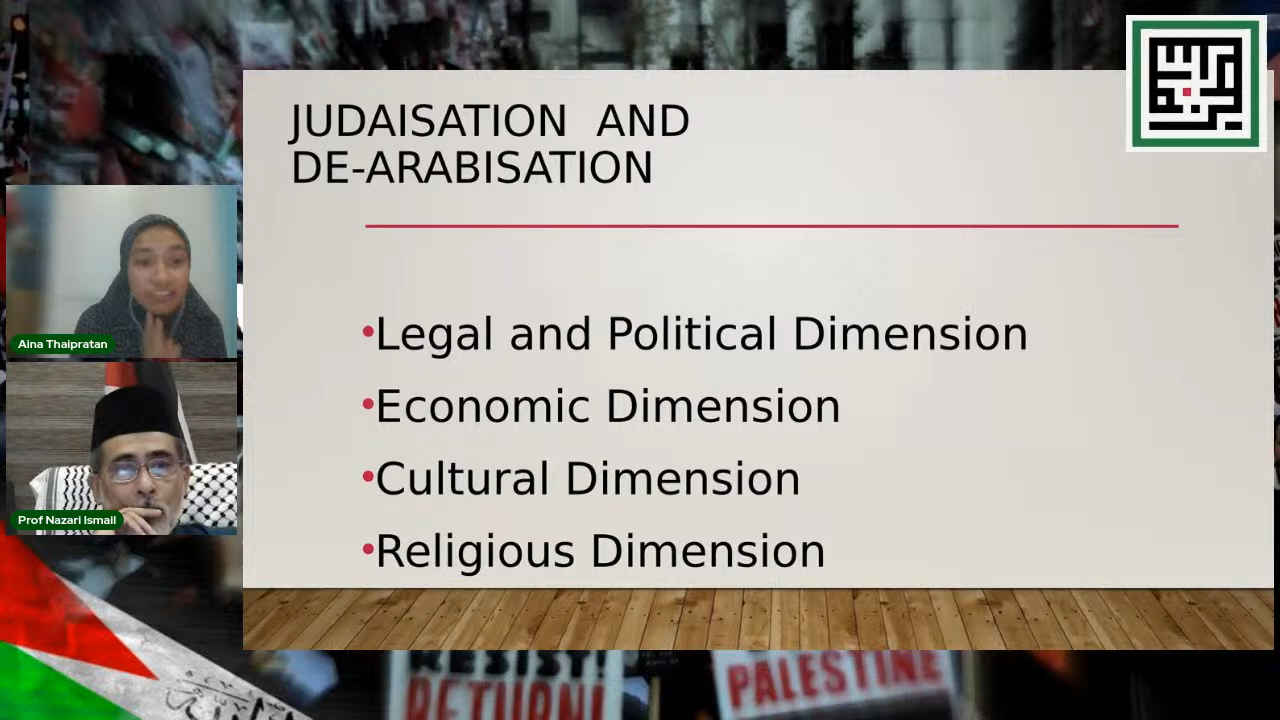 JUDAISATION AND
DE-ARABISATION
•Legal and Political Dimension
•Economic Dimension
•Cultural Dimension
•Religious Dimension
Aina Thaipratan
Prof Nazari Ismail
RESIST!
RETURN!
PALESTINE